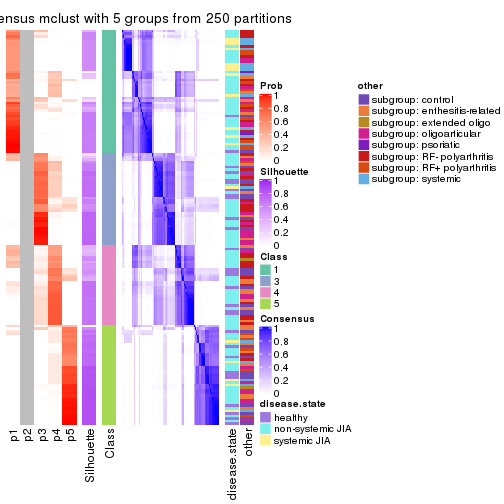 ensus mclust with 5 groups from 250 partitions
Prob
1
0.8
0.6
0.4
0.2
0
Silhouette
1
0.8
0.6
0.4
0.2
0
Class
1
3
4
5
Consensus
1
0.8
0.6
0.4
0.2
0
disease.state
healthy
non-systemic JIA
systemic JIA
other
subgroup: control
subgroup: enthesitis-related
subgroup: extended oligo
subgroup: oligoarticular
subgroup: psoriatic
subgroup: RF- polyarthritis
subgroup: RF+ polyarthritis
subgroup: systemic
p1
p2
p3
p4
p5
Silhouette
Class
disease.state
other